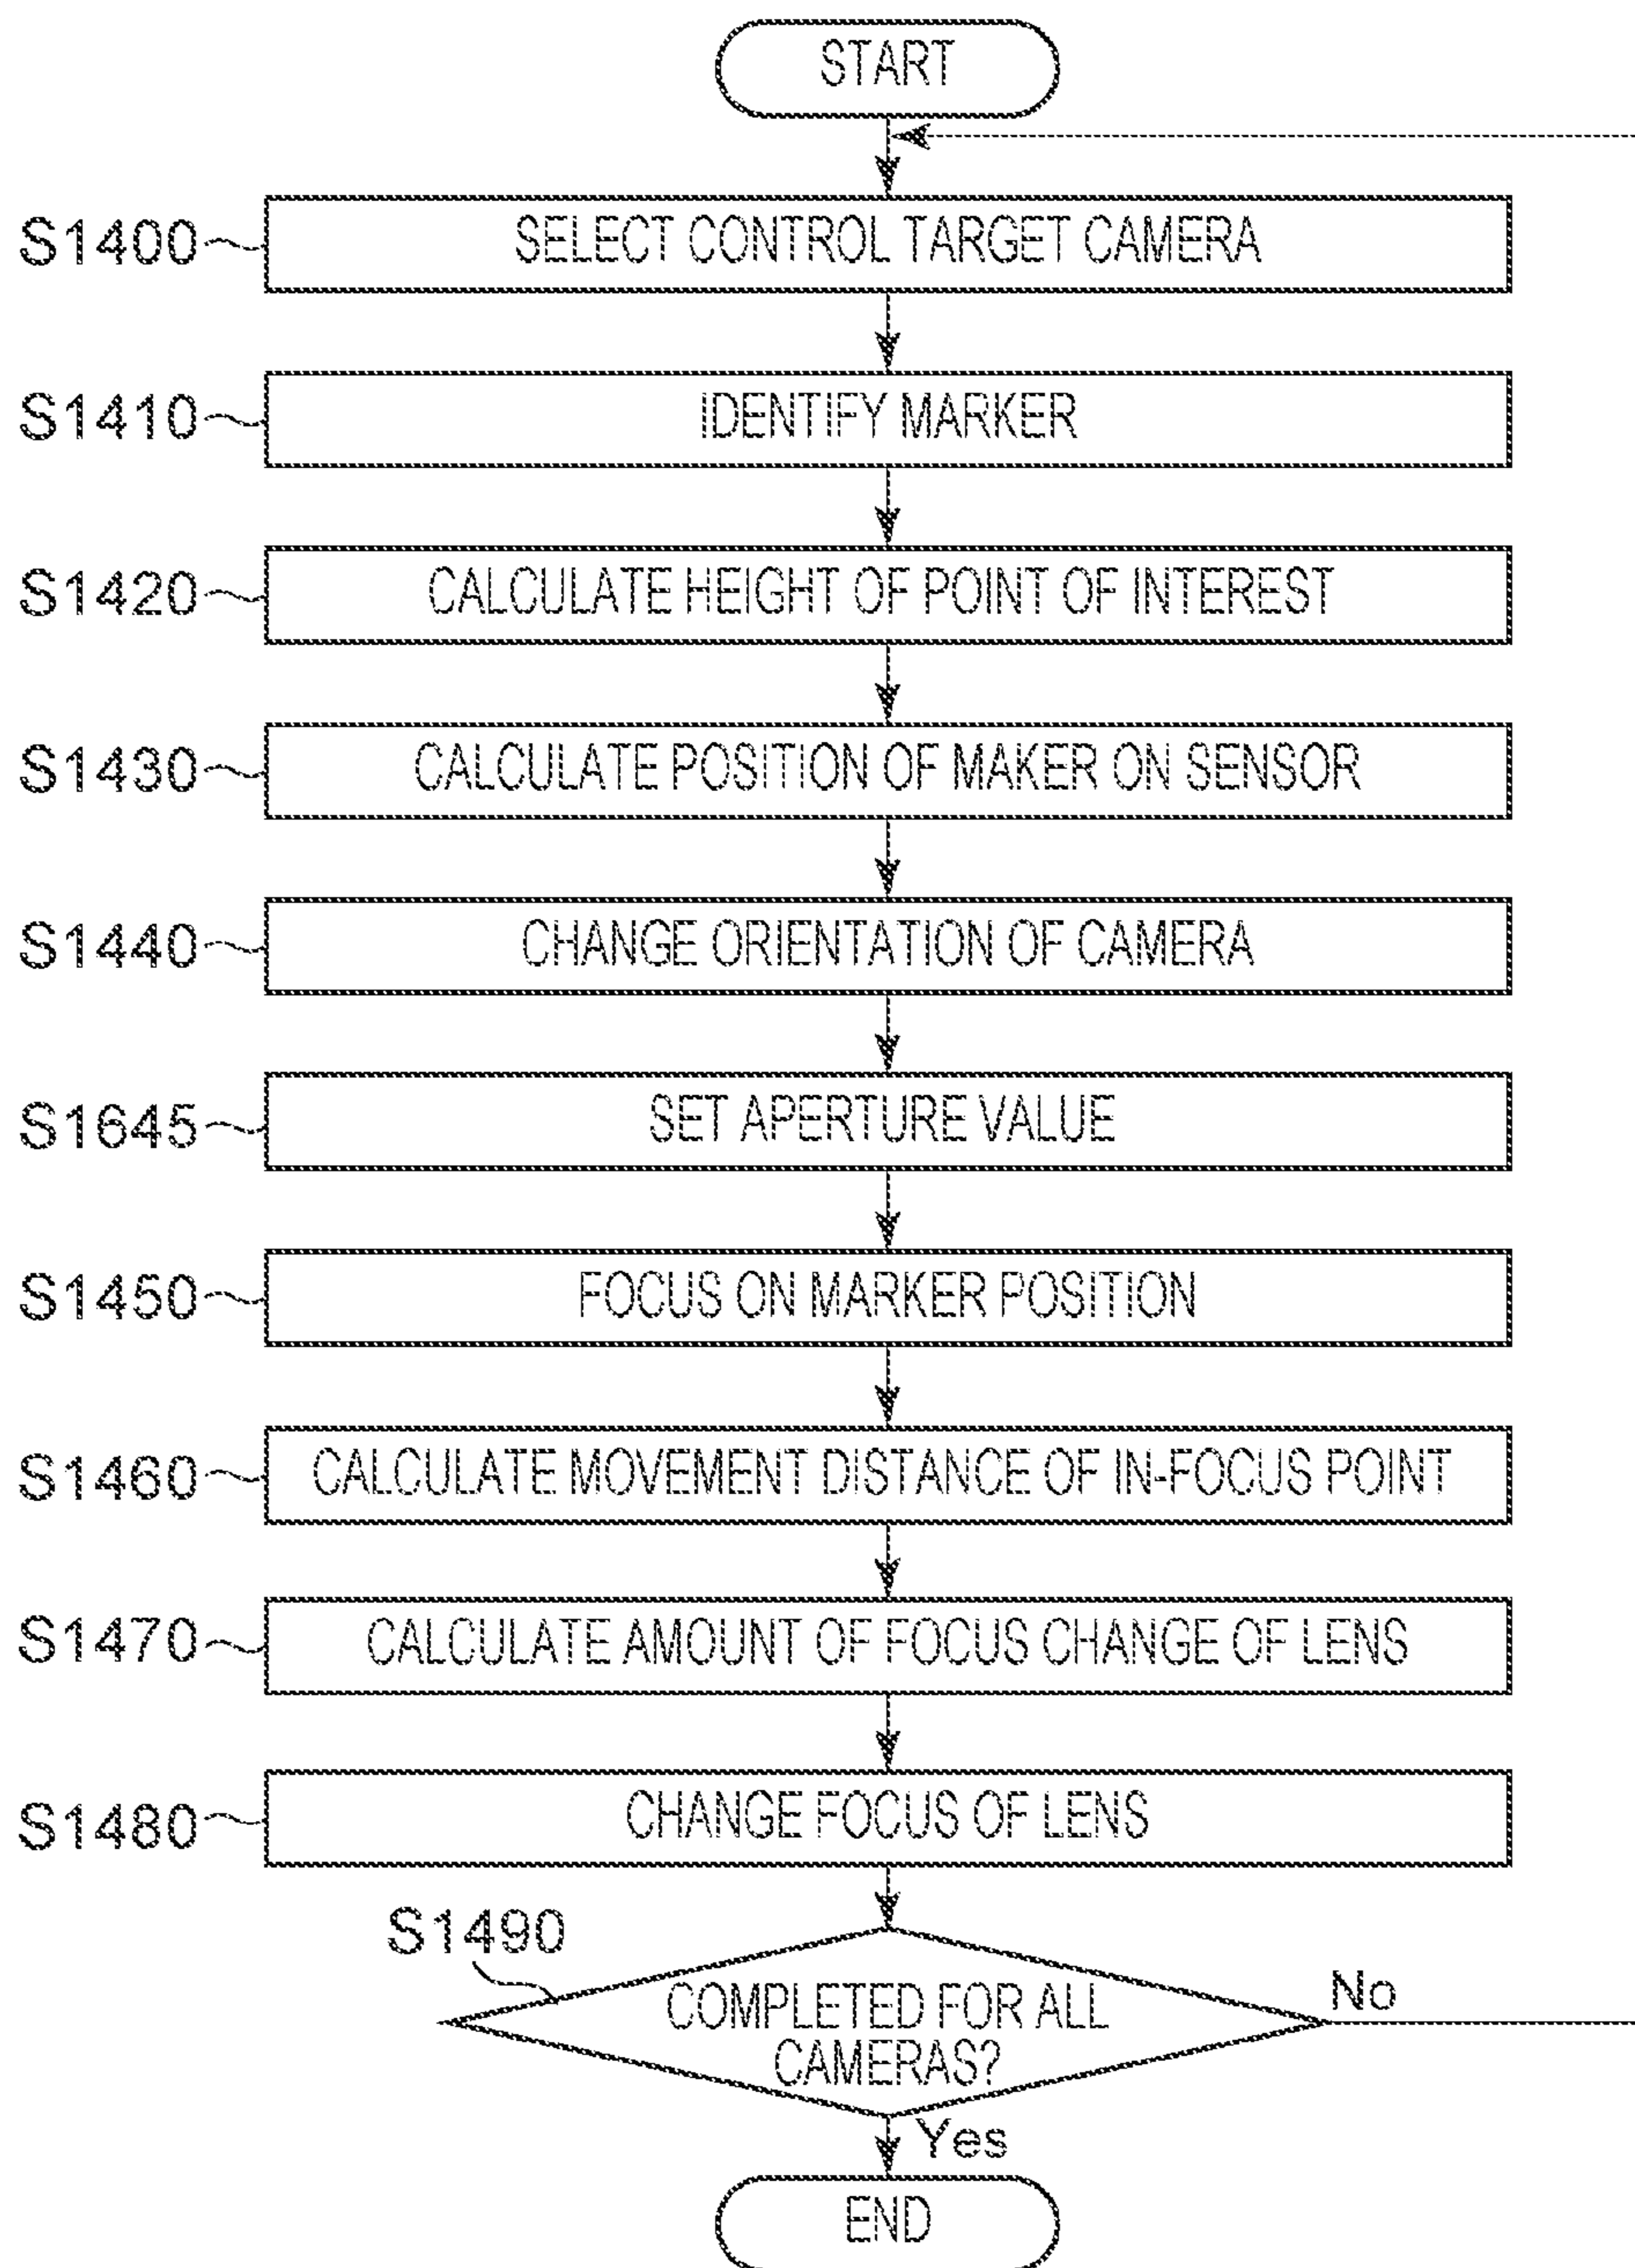 START
S1400 SELECT CONTROL TARGET CAMERA
S1410 IDENTIFY MARKER
S1420 CALCULATE HEIGHT OF POINT OF INTEREST
S1430 CALCULATE POSITION OF MAKER ON SENSOR
S1440 CHANGE ORIENTATION OF CAMERA
S1645 SET APERTURE VALUE
S1450 FOCUS ON MARKER POSITION
S1460 CALCULATE MOVEMENT DISTANCE OF IN-FOCUS POINT
S1470 CALCULATE AMOUNT OF FOCUS CHANGE OF LENS
S1480 CHANGE FOCUS OF LENS
S1490
COMPLETED FOR ALL
CAMERAS?
No
Yes
END